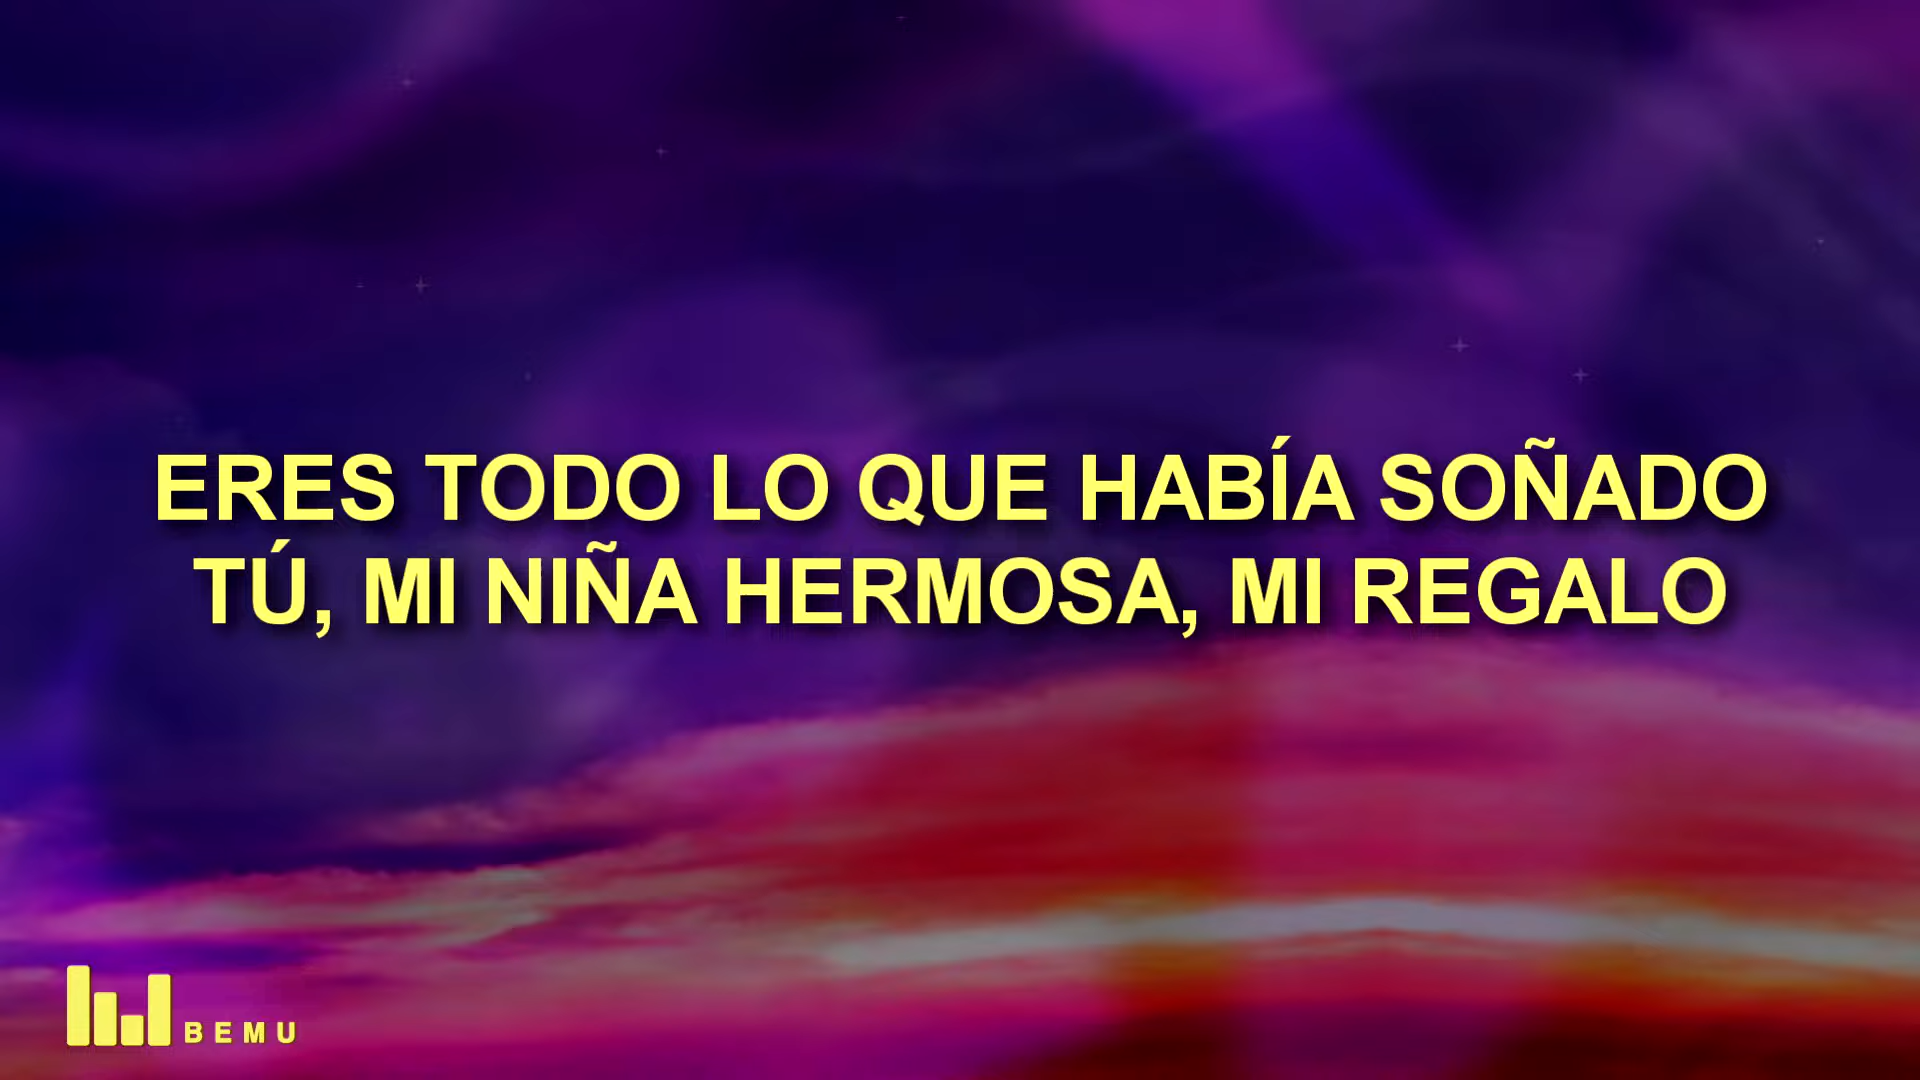 ERES TODO LO QUE HABÍA SOÑADO
TÚ, MI NIÑA HERMOSA, MI REGALO
BEMU